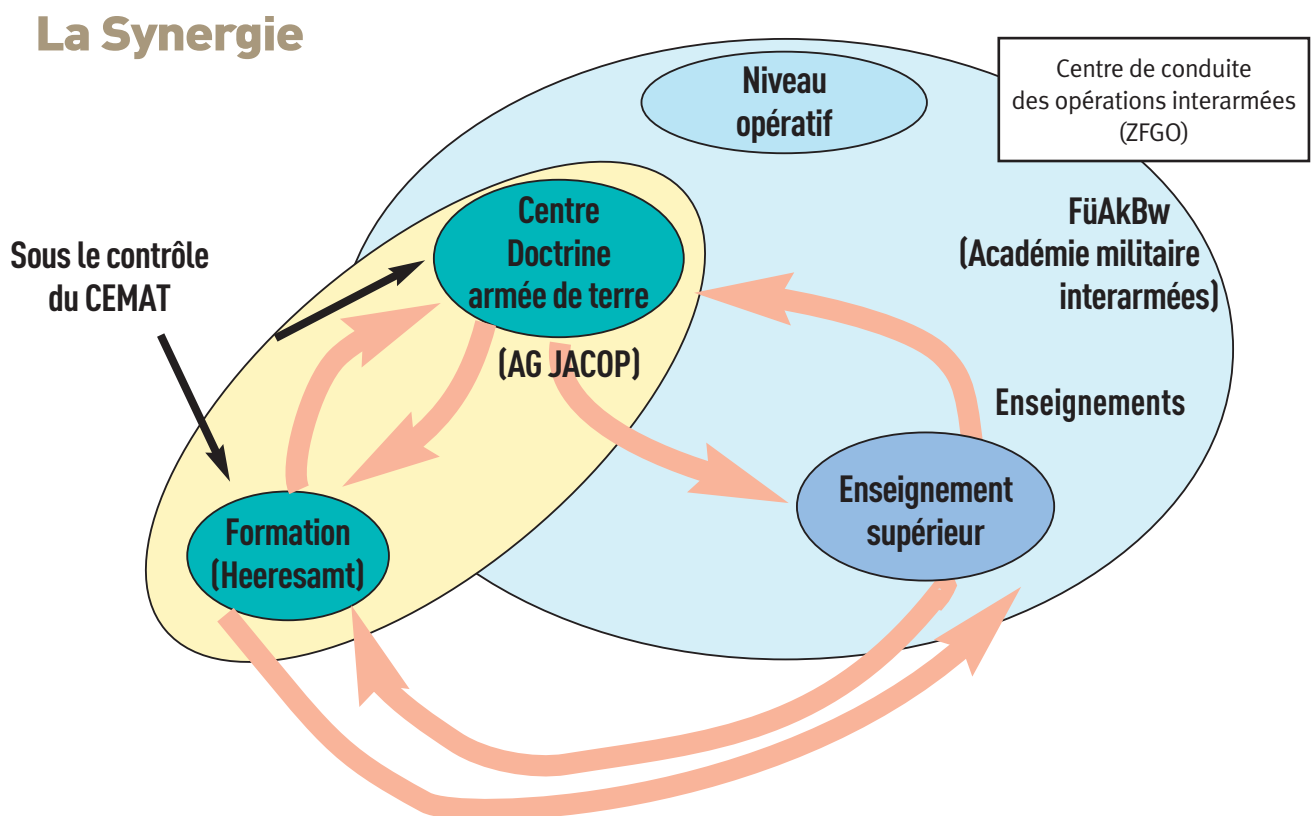 La Synergie
Centre de conduite
des opérations interarmées
(ZFGO)
Niveau
opératif
FüAkBw
(Académie militaire
interarmées)
Centre
Doctrine
armée de terre
(AG JACOP)
Sous le contrôle
du CEMAT
Enseignements
Enseignement
supérieur
Formation
(Heeresamt)